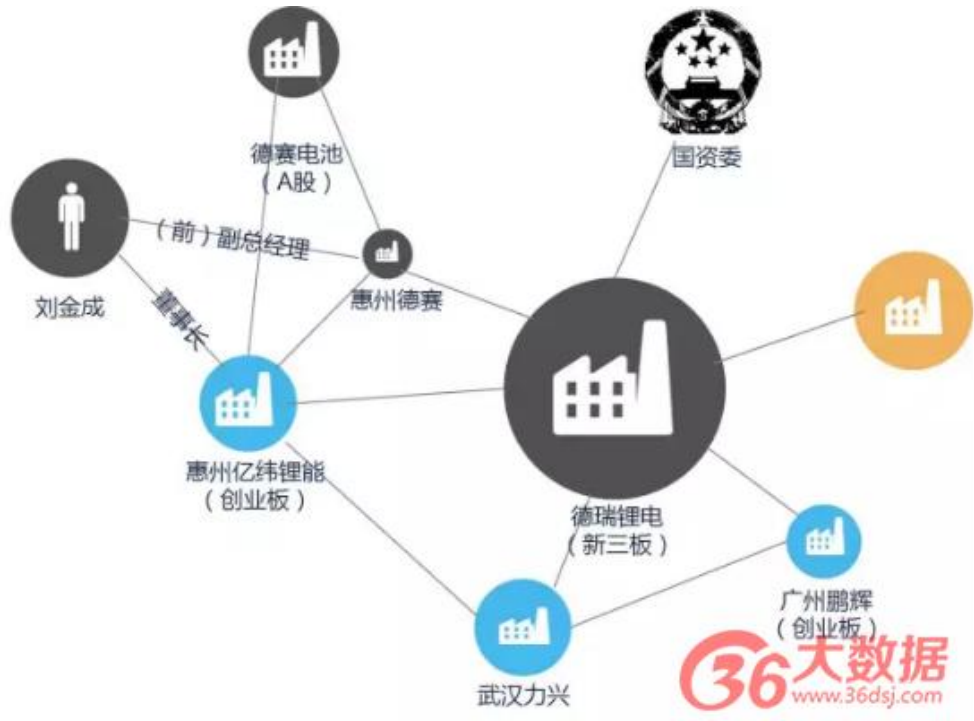 德赛电池
（A股）
国资委
（前）副总经理
惠州德赛
刘金成
董事长
惠州亿纬锂能
（创业板）
德瑞锂电
（新三板）
广州鹏辉
（创业板）
武汉力兴
36大数据
www.36dsj.com